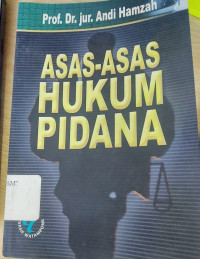 Prof. Dr. jur. Andi Hamzah
ASAS-ASAS
HUKUM
PIDANA